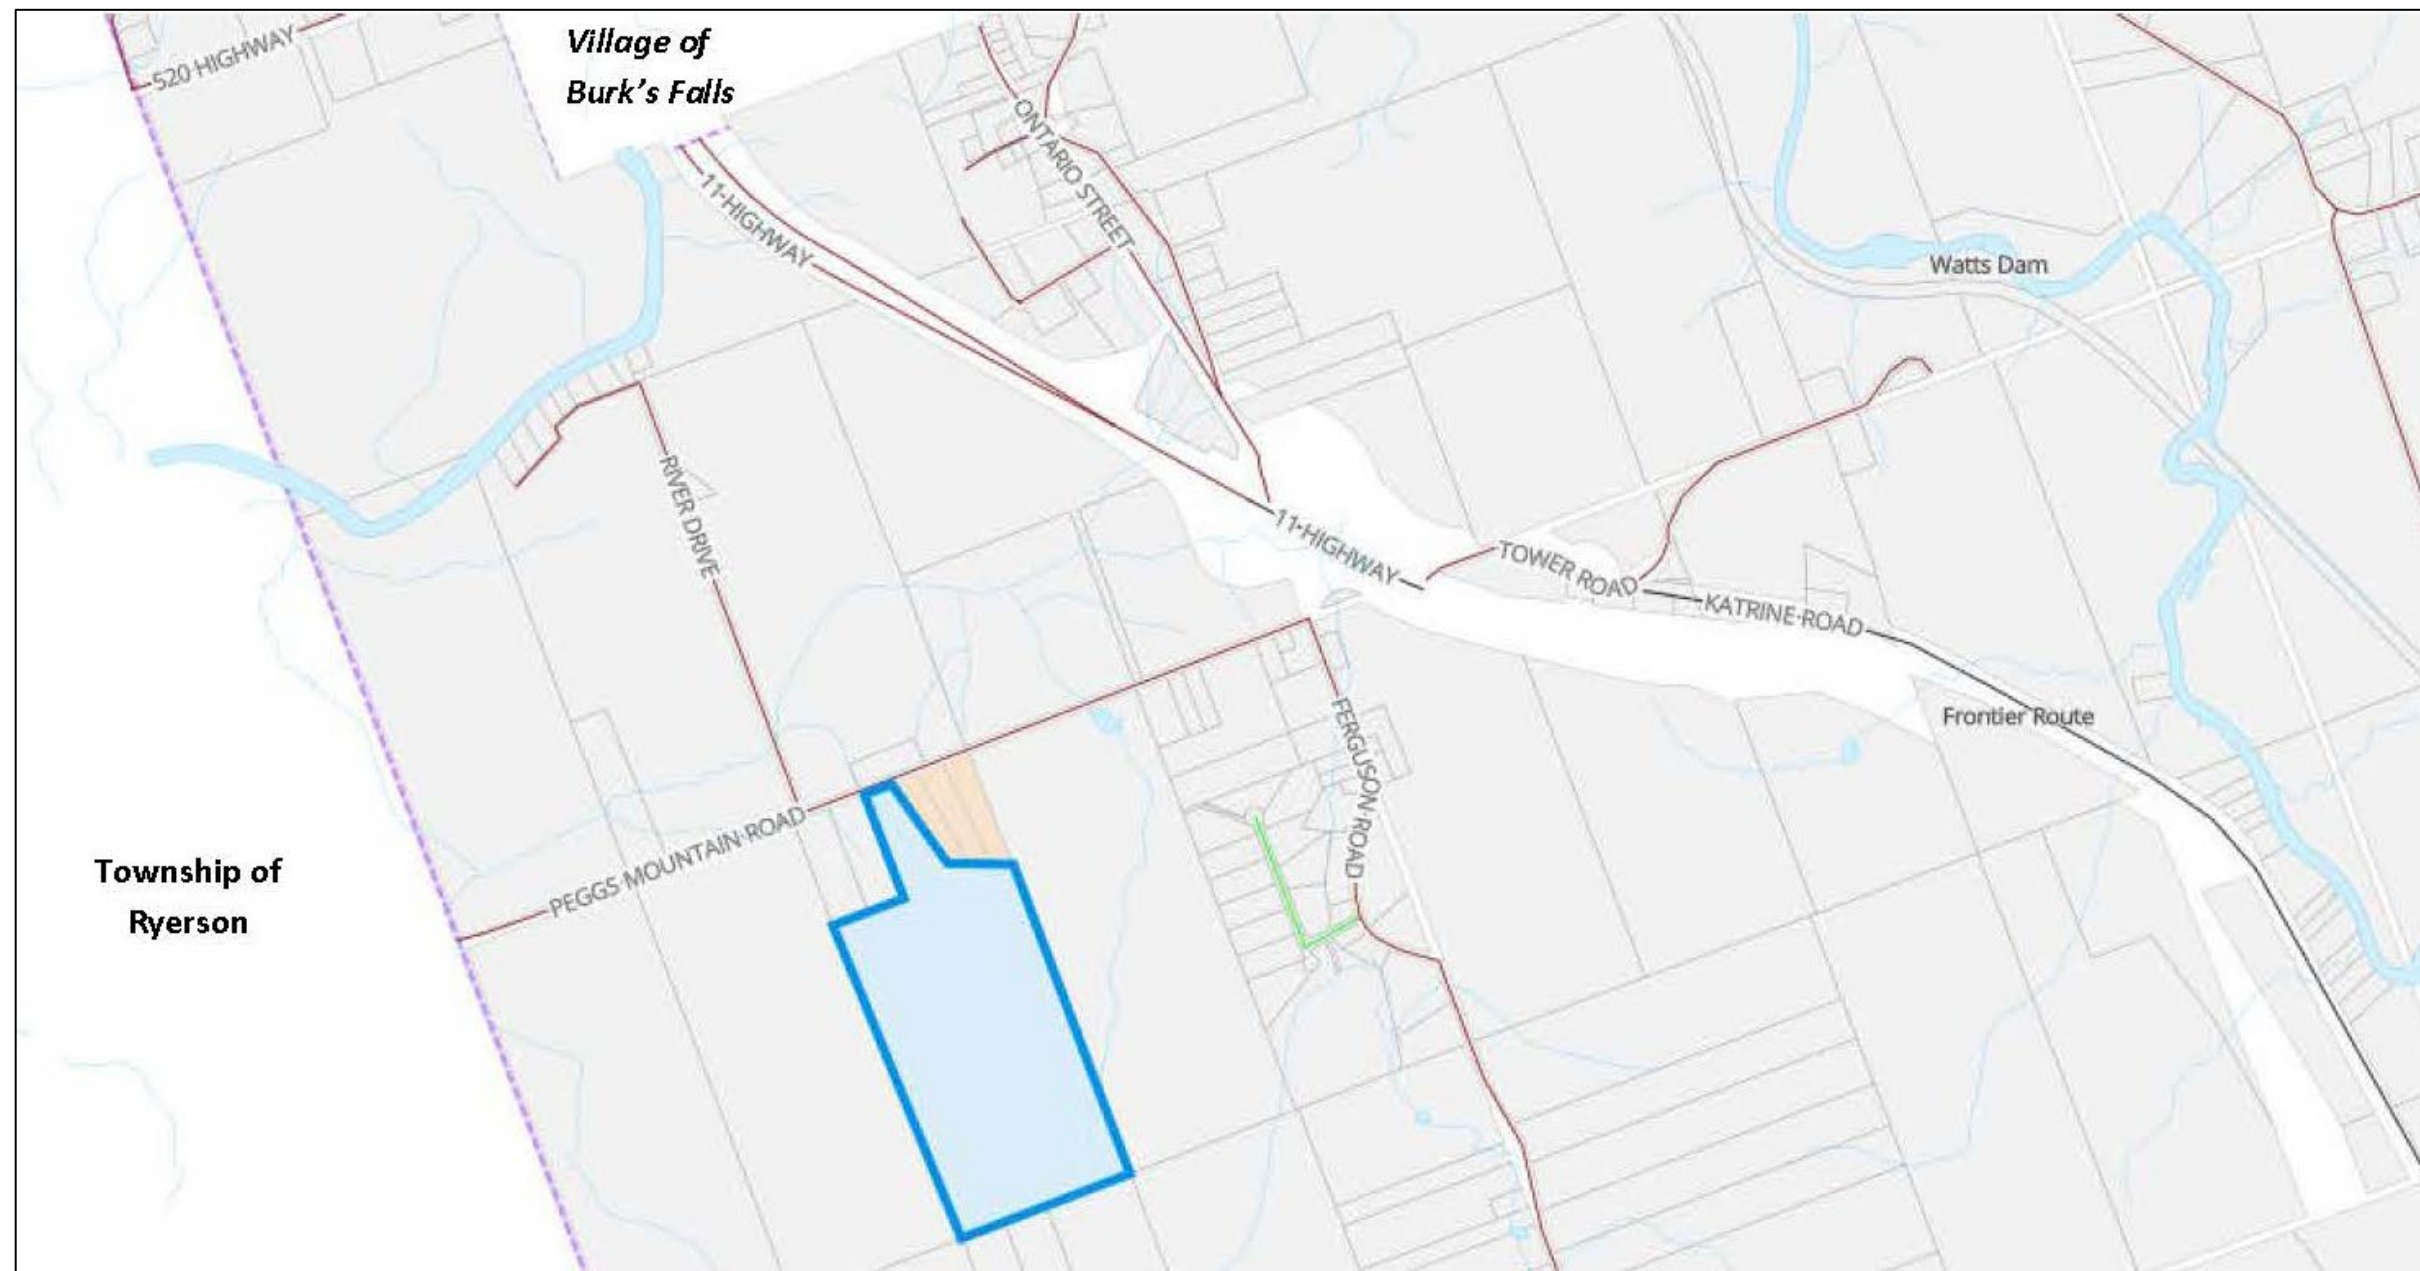 Village of
Burk's Falls
520 HIGHWAY
ONTARIO STREET
11-HIGHWAY
Watts Dam
RIVER DRIVE
11-HIGHWAY
TOWER ROAD
KATRINE-ROAD
Frontier Route
FERGUSON-ROAD
PEGGS MOUNTAIN-ROAD
Township of
Ryerson